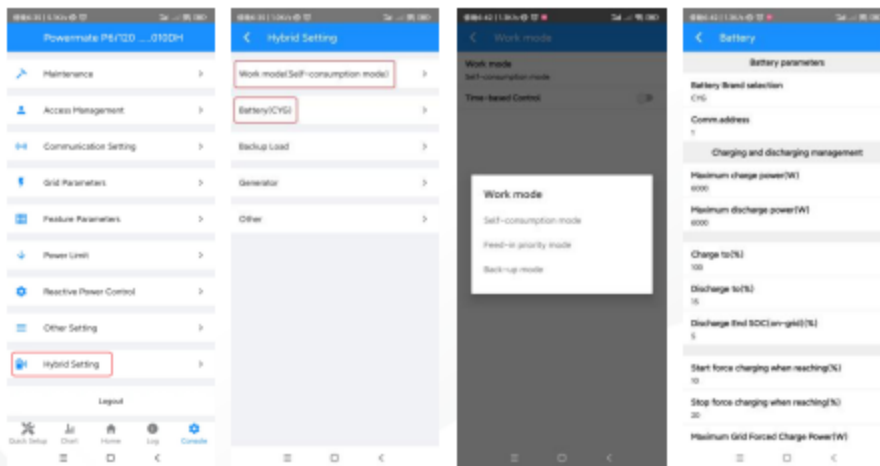 Powermate P6/120 ....010DH
Maintenance
Access Management
Communication Setting
Grid Parameters
Feature Parameters
Power Limit
Reactive Power Control
Other Setting
Hybrid Setting
Logout
Quick Setup
Chart
Home
Log
Console
Hybrid Setting
Work mode(Self-consumption mode)
Battery(CYG)
Backup Load
Generator
Other
Work mode
Work mode
Self-consumption mode
Time-based Control
Work mode
Self-consumption mode
Feed-in priority mode
Back-up mode
Battery
Battery parameters
Battery Brand selection
CYG
Comm.address
1
Charging and discharging management
Maximum charge power(W)
6000
Maximum discharge power(W)
6000
Charge to(%)
100
Discharge to(%)
15
Discharge End SOC(on-grid)(%)
5
Start force charging when reaching(%)
10
Stop force charging when reaching(%)
20
Maximum Grid Forced Charge Power(W)